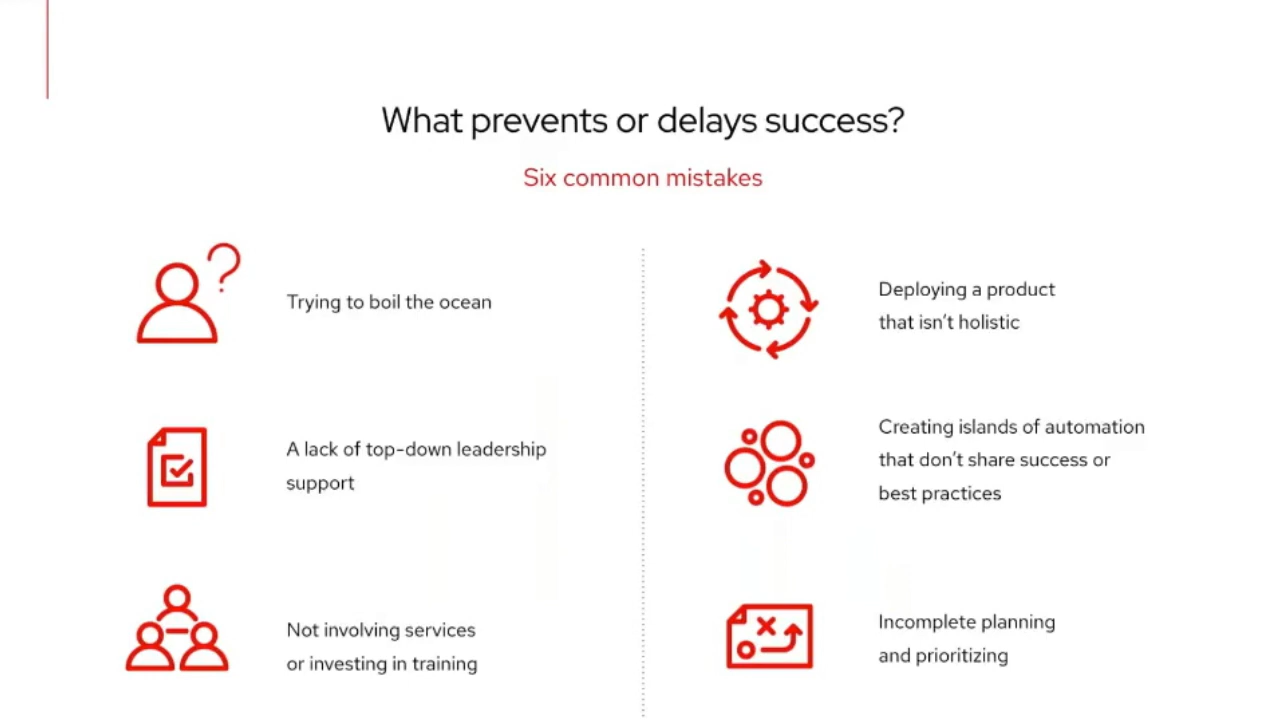 What prevents or delays success?
Six common mistakes
Trying to boil the ocean
A lack of top-down leadership
support
Not involving services
or investing in training
Deploying a product
that isn’t holistic
Creating islands of automation
that don’t share success or
best practices
Incomplete planning
and prioritizing